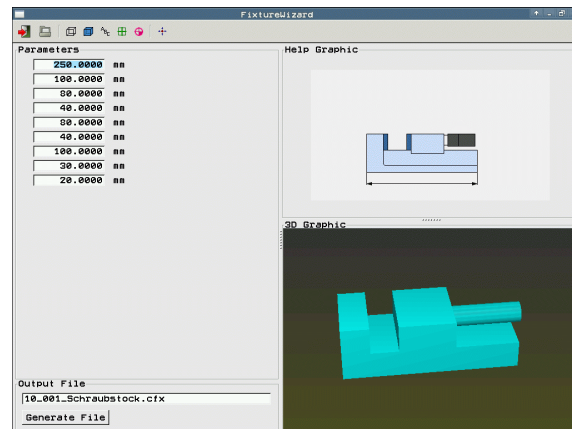 FixtureWizard
Parameters
250.0000 mm
100.0000 mm
80.0000 mm
40.0000 mm
80.0000 mm
40.0000 mm
100.0000 mm
30.0000 mm
20.0000 mm
Help Graphic
3D Graphic
Output File
10_001_Schraubstock.cfx
Generate File